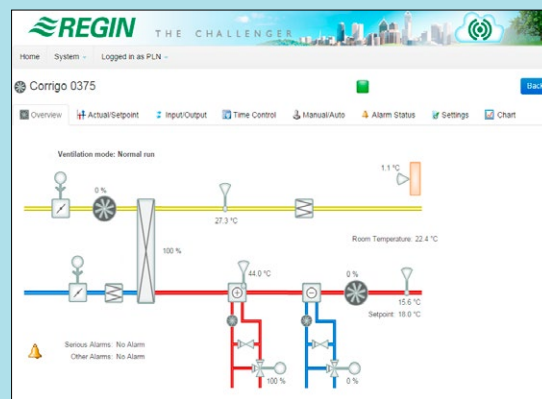 REGIN THE CHALLENGER
Home System Logged in as PLN
Corrigo 0375 Back
Overview Actual/Setpoint Input/Output Time Control Manual/Auto Alarm Status Settings Chart
Ventilation mode: Normal run
1.1 °C
0 %
27.3 °C
Room Temperature: 22.4 °C
100 %
44.0 °C 0 %
15.6 °C
Setpoint: 18.0 °C
Serious Alarms: No Alarm
Other Alarms: No Alarm
100 % 0 %